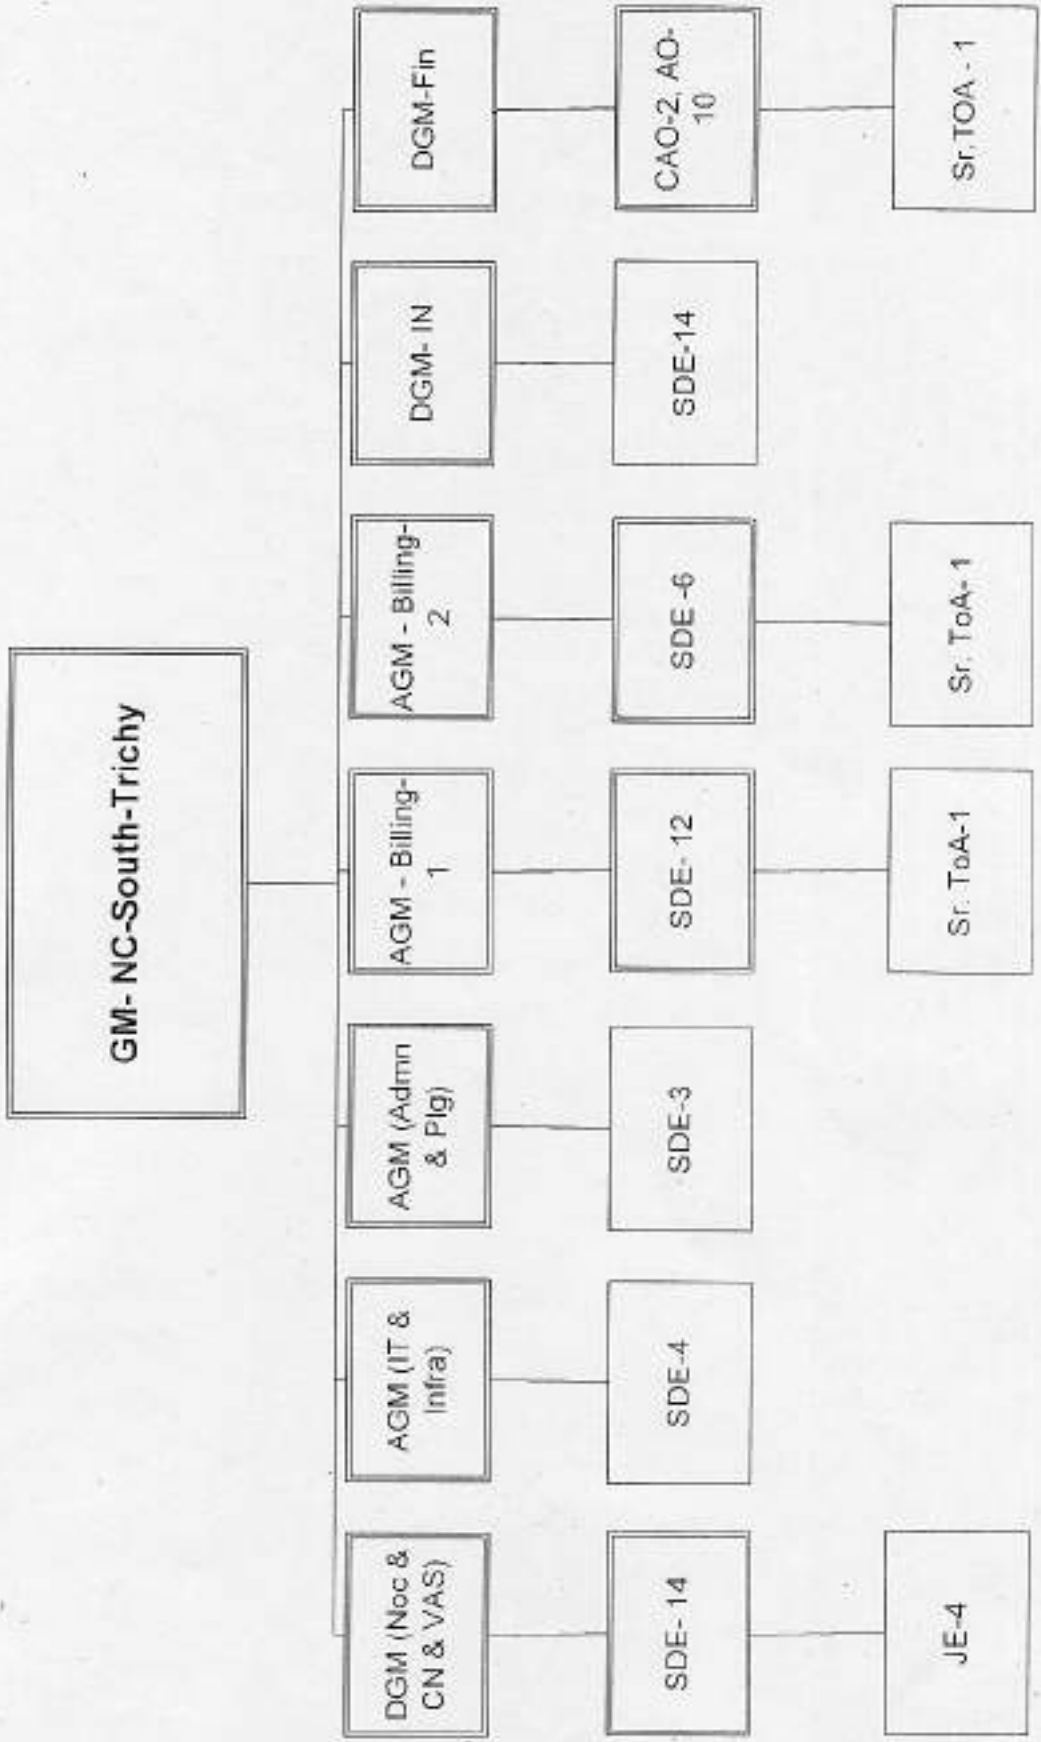 GM- NC-South-Trichy
DGM (Noc &
CN & VAS)
AGM (IT &
Infra)
AGM (Admn
& Plg)
AGM - Billing-
1
AGM - Billing-
2
DGM- IN
DGM-Fin
SDE- 14
SDE-4
SDE-3
SDE- 12
SDE -6
SDE-14
CAO-2, AO-
10
JE-4
Sr. ToA-1
Sr. ToA- 1
Sr.TOA - 1